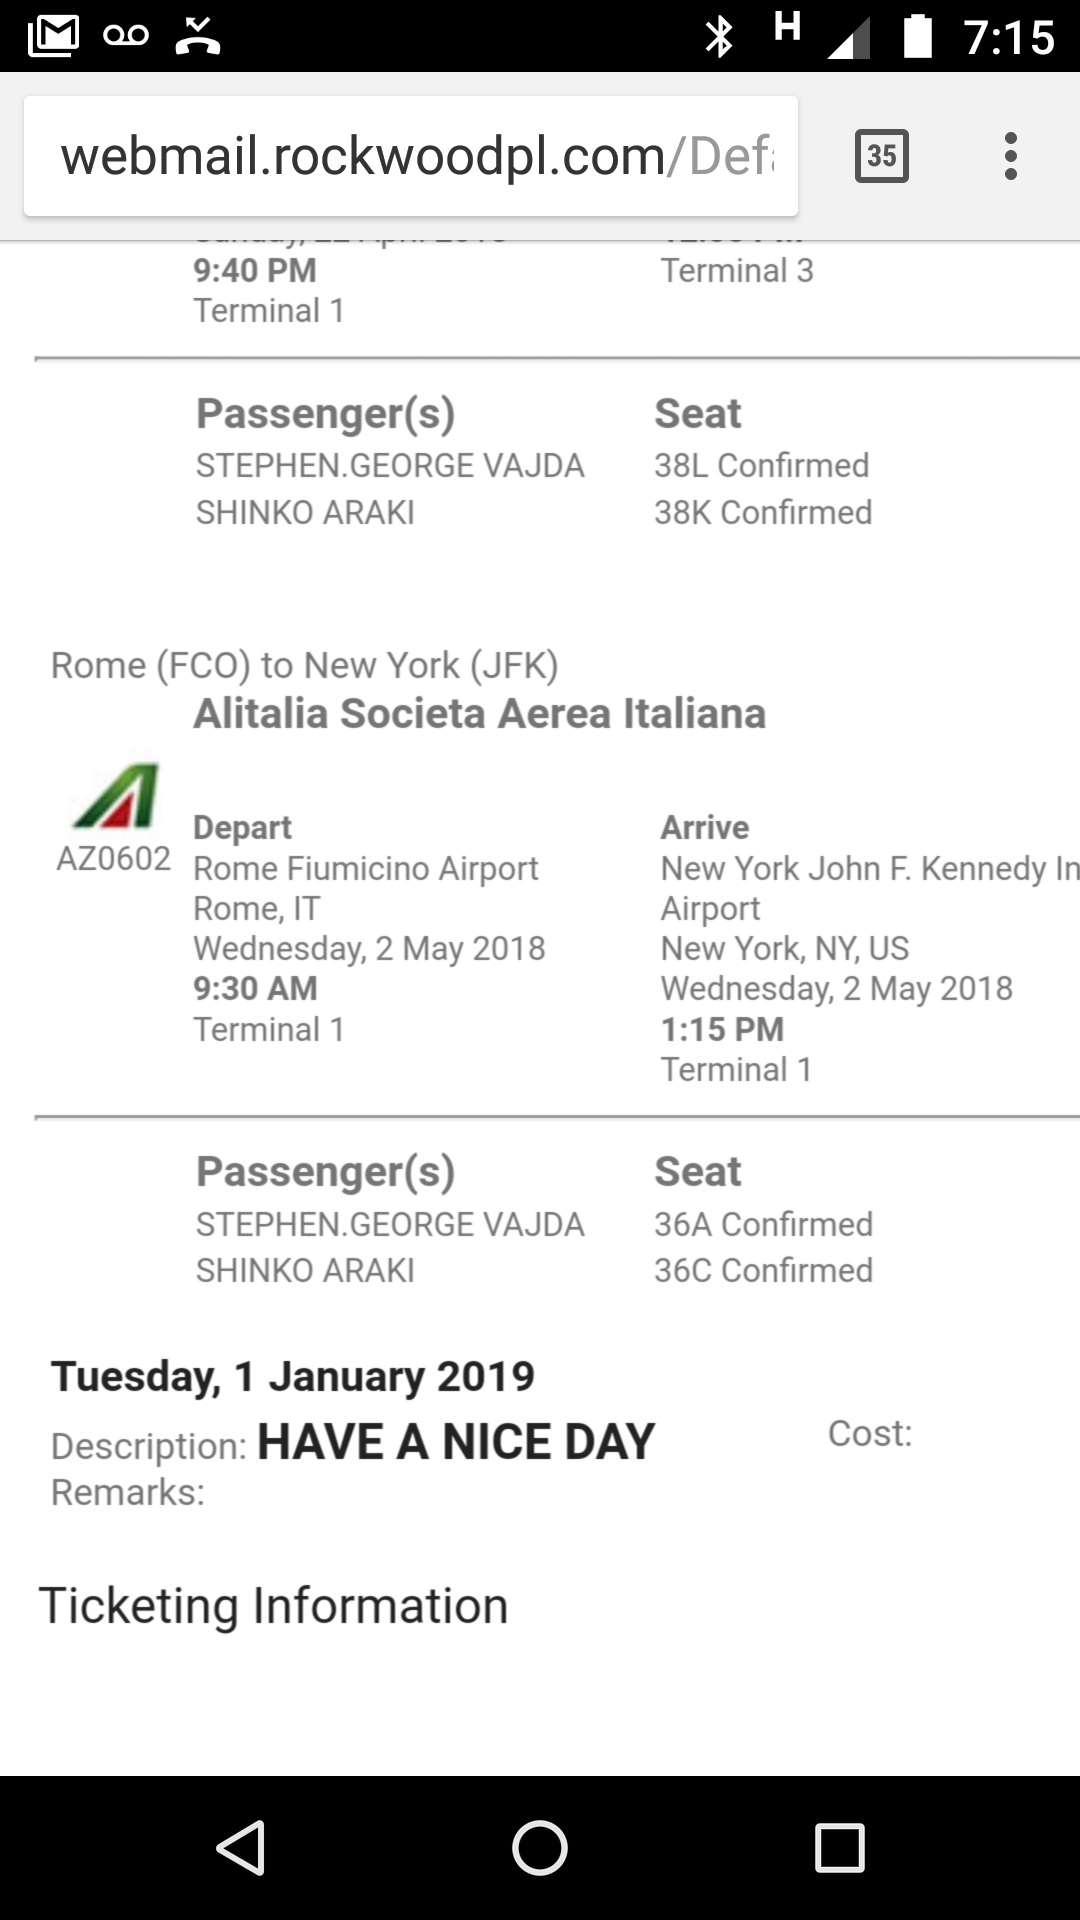 H 7:15
webmail.rockwoodpl.com/Def
35
9:40 PM Terminal 3
Terminal 1
Passenger(s) Seat
STEPHEN.GEORGE VAJDA 38L Confirmed
SHINKO ARAKI 38K Confirmed
Rome (FCO) to New York (JFK)
Alitalia Societa Aerea Italiana
Depart Arrive
AZ0602 Rome Fiumicino Airport New York John F. Kennedy In
Rome, IT Airport
Wednesday, 2 May 2018 New York, NY, US
9:30 AM Wednesday, 2 May 2018
Terminal 1 1:15 PM
Terminal 1
Passenger(s) Seat
STEPHEN.GEORGE VAJDA 36A Confirmed
SHINKO ARAKI 36C Confirmed
Tuesday, 1 January 2019
Description: HAVE A NICE DAY Cost:
Remarks:
Ticketing Information